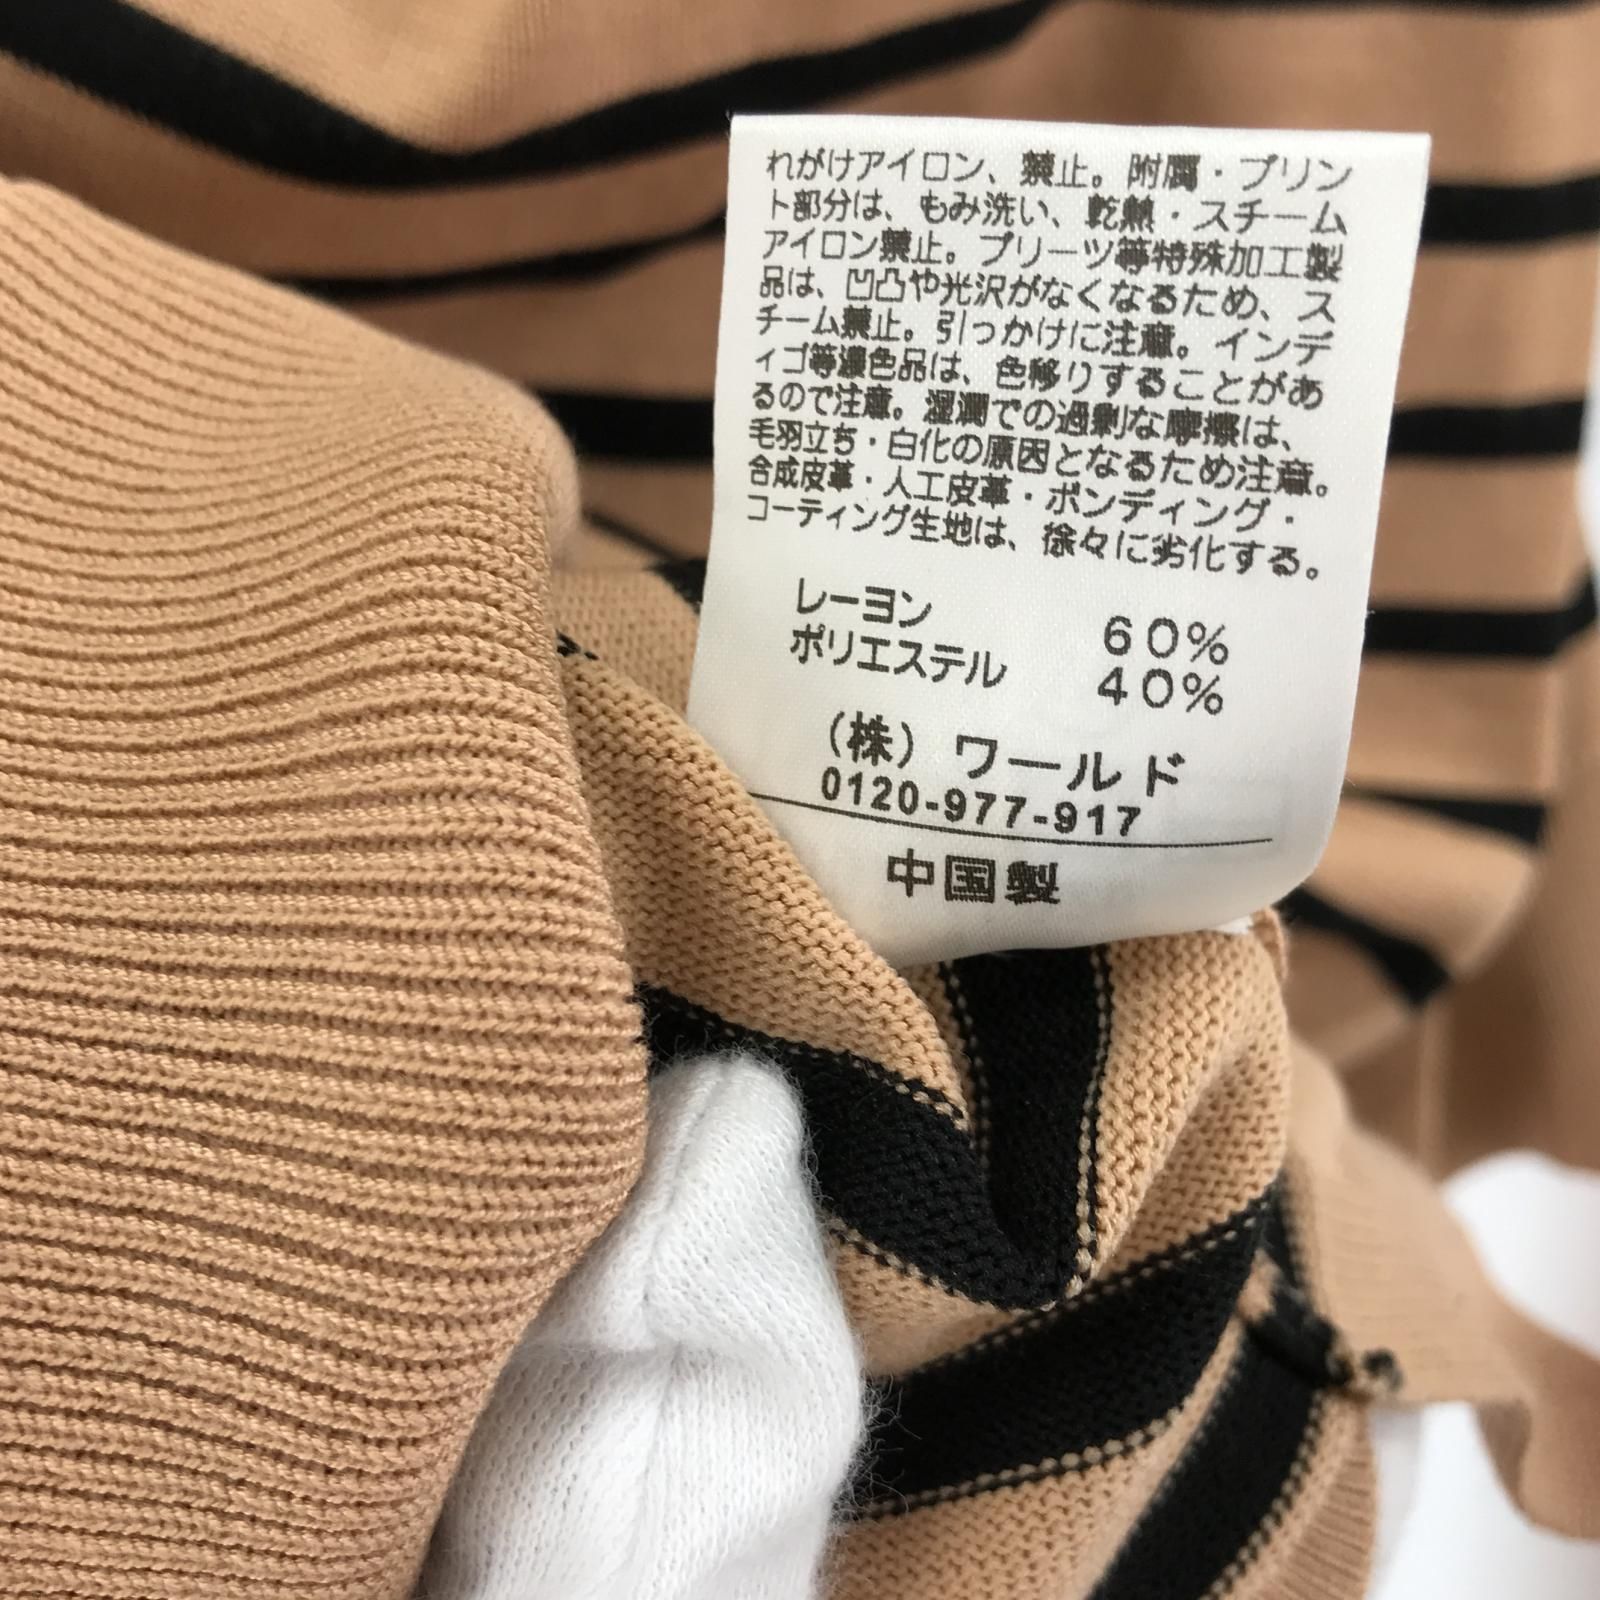 れがけアイロン、禁止。附属・プリン
ト部分は、もみ洗い、乾熱・スチーム
アイロン禁止。プリーツ等特殊加工製
品は、凹凸や光沢がなくなるため、ス
チーム禁止。引っかけに注意。インデ
ィゴ等濃色品は、色移りすることがあ
るので注意。湿潤での過剰な摩擦は、
毛羽立ち・白化の原因となるため注意。
合成皮革・人工皮革・ボンディング・
コーティング生地は、徐々に劣化する。
レーヨン 60%
ポリエステル 40%
(株)ワールド
0120-977-917
中国製